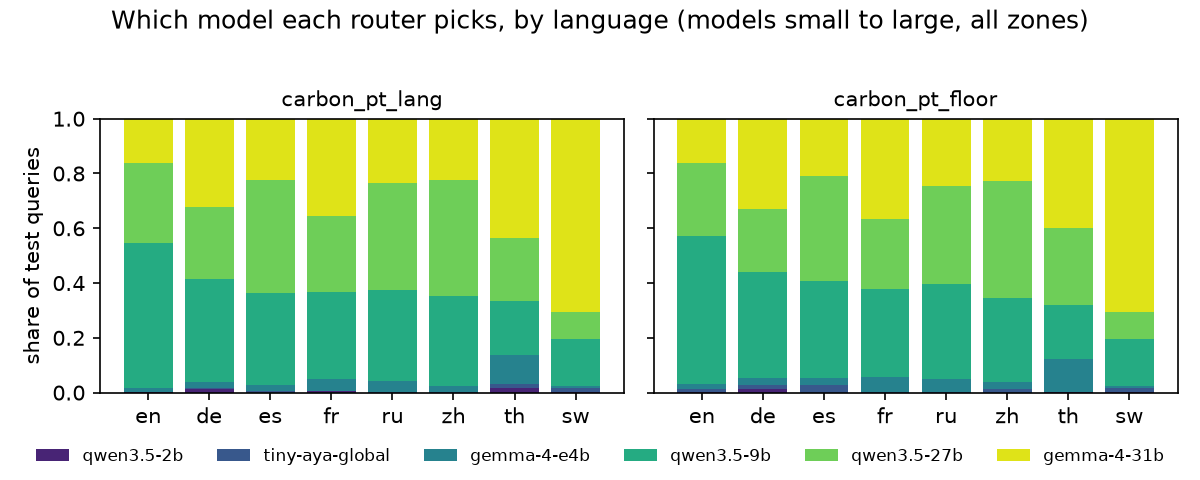 Which model each router picks, by language (models small to large, all zones)
carbon_pt_lang
carbon_pt_floor
share of test queries
1.0
0.8
0.6
0.4
0.2
0.0
en de es fr ru zh th sw
en de es fr ru zh th sw
qwen3.5-2b tiny-aya-global gemma-4-e4b qwen3.5-9b qwen3.5-27b gemma-4-31b